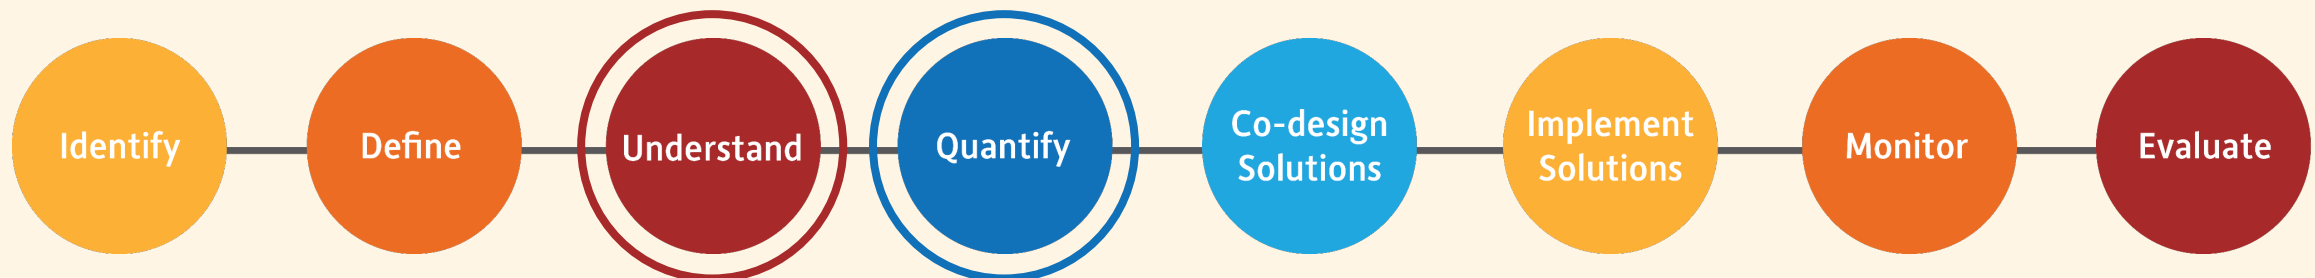 Identify
Define
Understand
Quantify
Co-design
Solutions
Implement
Solutions
Monitor
Evaluate